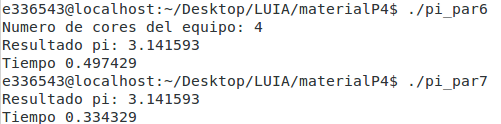 e336543@localhost:~/Desktop/LUIA/materialP4$ ./pi_par6
Numero de cores del equipo: 4
Resultado pi: 3.141593
Tiempo 0.497429
e336543@localhost:~/Desktop/LUIA/materialP4$ ./pi_par7
Resultado pi: 3.141593
Tiempo 0.334329